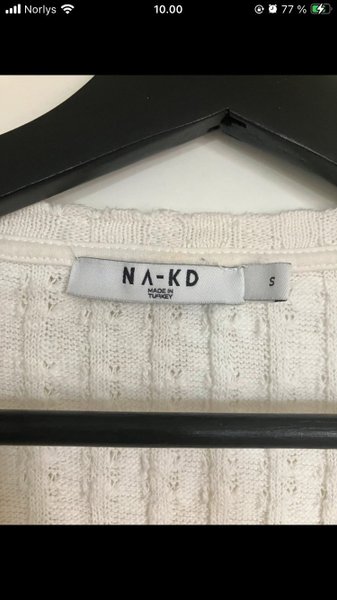 Norlys 10.00 77 %
NA-KD
MADE IN
TURKEY
S